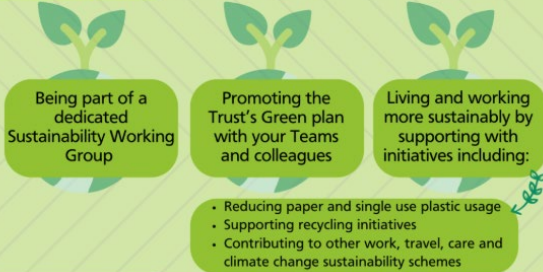 Being part of a
dedicated
Sustainability Working
Group
Promoting the
Trust's Green plan
with your Teams
and colleagues
Living and working
more sustainably by
supporting with
initiatives including:
• Reducing paper and single use plastic usage
• Supporting recycling initiatives
• Contributing to other work, travel, care and
climate change sustainability schemes